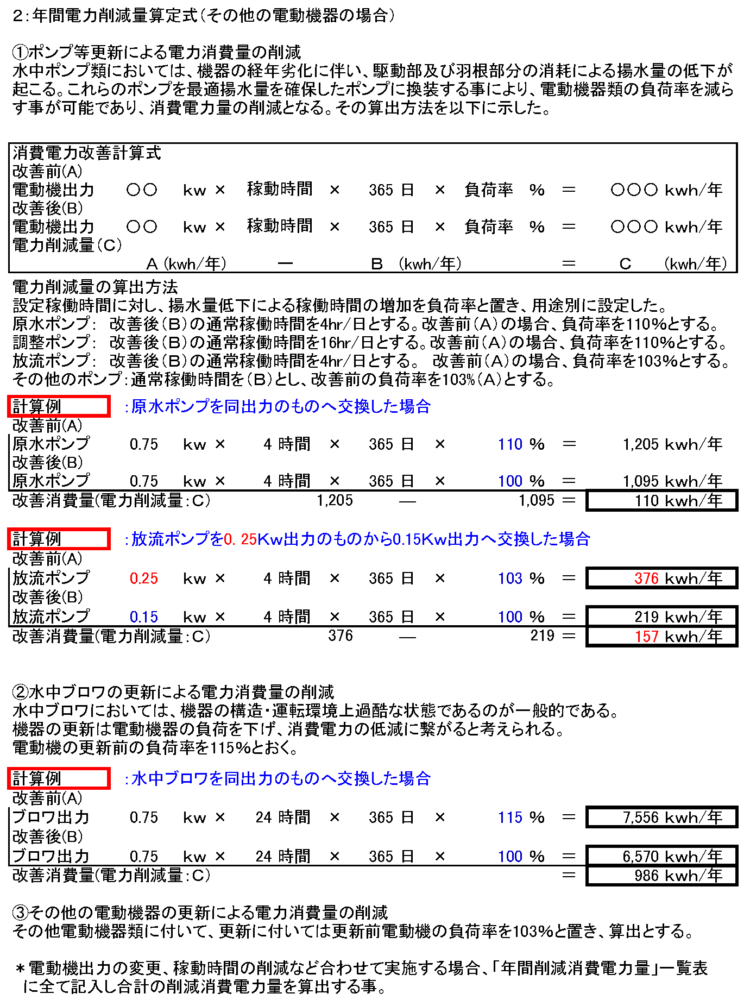 ２：年間電力削減量算定式（その他の電動機器の場合）
①ポンプ等更新による電力消費量の削減
水中ポンプ類においては、機器の経年劣化に伴い、駆動部及び羽根部分の消耗による揚水量の低下が
起こる。これらのポンプを最適揚水量を確保したポンプに換装する事により、電動機器類の負荷率を減ら
す事が可能であり、消費電力量の削減となる。その算出方法を以下に示した。
消費電力改善計算式
改善前(A)
電動機出力 〇〇 ｋｗ × 稼動時間 × 365 日 × 負荷率 ％ ＝ 〇〇〇 ｋｗｈ/年
改善後(B)
電動機出力 〇〇 ｋｗ × 稼動時間 × 365 日 × 負荷率 ％ ＝ 〇〇〇 ｋｗｈ/年
電力削減量（Ｃ）
Ａ (kwh/年) － Ｂ (kwh/年) ＝ Ｃ (kwh/年)
電力削減量の算出方法
設定稼働時間に対し、揚水量低下による稼働時間の増加を負荷率と置き、用途別に設定した。
原水ポンプ： 改善後（Ｂ）の通常稼働時間を4hr/日とする。改善前（Ａ）の場合、負荷率を110％とする。
調整ポンプ： 改善後（Ｂ）の通常稼働時間を16hr/日とする。改善前（Ａ）の場合、負荷率を110％とする。
放流ポンプ： 改善後（Ｂ）の通常稼働時間を4hr/日とする。 改善前（Ａ）の場合、負荷率を103％とする。
その他のポンプ：通常稼働時間を（Ｂ）とし、改善前の負荷率を103%（Ａ）とする。
計算例 ：原水ポンプを同出力のものへ交換した場合
改善前(A)
原水ポンプ 0.75 ｋｗ × 4 時間 × 365 日 × 110 ％ ＝ 1,205 ｋｗｈ/年
改善後(B)
原水ポンプ 0.75 ｋｗ × 4 時間 × 365 日 × 100 ％ ＝ 1,095 ｋｗｈ/年
改善消費量(電力削減量：Ｃ） 1,205 ― 1,095 ＝ 110 ｋｗｈ/年
計算例 ：放流ポンプを0．25Ｋｗ出力のものから0.15Ｋｗ出力へ交換した場合
改善前(A)
放流ポンプ 0.25 ｋｗ × 4 時間 × 365 日 × 103 ％ ＝ 376 ｋｗｈ/年
改善後(B)
放流ポンプ 0.15 ｋｗ × 4 時間 × 365 日 × 100 ％ ＝ 219 ｋｗｈ/年
改善消費量(電力削減量：Ｃ） 376 ― 219 ＝ 157 ｋｗｈ/年
②水中ブロワの更新による電力消費量の削減
水中ブロワにおいては、機器の構造・運転環境上過酷な状態であるのが一般的である。
機器の更新は電動機器の負荷を下げ、消費電力の低減に繋がると考えられる。
電動機の更新前の負荷率を115％とおく。
計算例 ：水中ブロワを同出力のものへ交換した場合
改善前(A)
ブロワ出力 0.75 ｋｗ × 24 時間 × 365 日 × 115 ％ ＝ 7,556 ｋｗｈ/年
改善後(B)
ブロワ出力 0.75 ｋｗ × 24 時間 × 365 日 × 100 ％ ＝ 6,570 ｋｗｈ/年
改善消費量(電力削減量：Ｃ） ＝ 986 ｋｗｈ/年
③その他の電動機器の更新による電力消費量の削減
その他電動機器類に付いて、更新に付いては更新前電動機の負荷率を103％と置き、算出とする。
＊電動機出力の変更、稼動時間の削減など合わせて実施する場合、「年間削減消費電力量」一覧表
に全て記入し合計の削減消費電力量を算出する事。